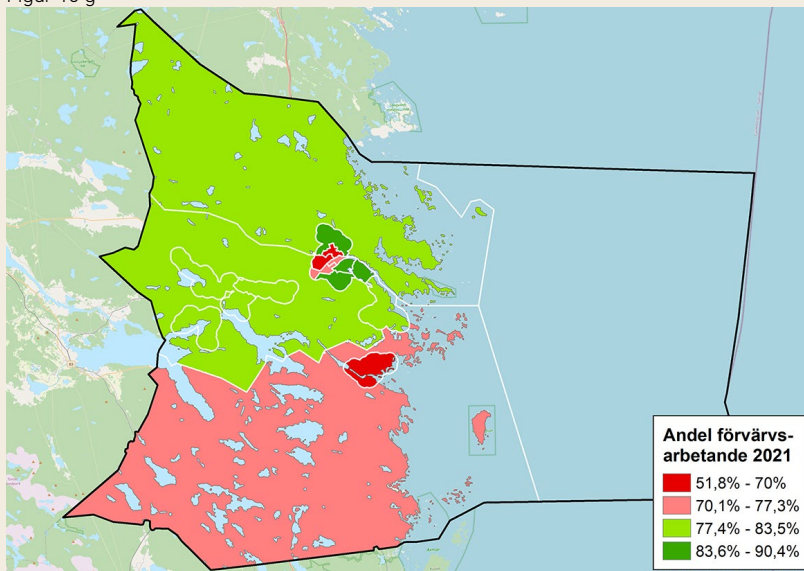 Andel förvärvs-
arbetande 2021
51,8% - 70%
70,1% - 77,3%
77,4% - 83,5%
83,6% - 90,4%